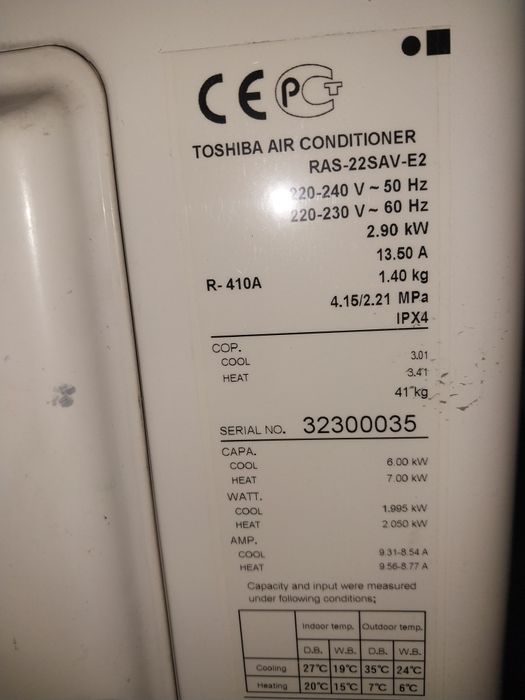 CE PCT
TOSHIBA AIR CONDITIONER
RAS-22SAV-E2
220-240 V ~ 50 Hz
220-230 V ~ 60 Hz
2.90 kW
13.50 A
R-410A 1.40 kg
4.15/2.21 MPa
IPX4
COP.
COOL 3.01
HEAT 3.41
41 kg
SERIAL NO. 32300035
CAPA.
COOL 6.00 kW
HEAT 7.00 kW
WATT.
COOL 1.995 kW
HEAT 2.050 kW
AMP.
COOL 9.31-8.54 A
HEAT 9.56-8.77 A
Capacity and input were measured
under following conditions;
Indoor temp. Outdoor temp.
D.B. W.B. D.B. W.B.
Cooling 27°C 19°C 35°C 24°C
Heating 20°C 15°C 7°C 6°C